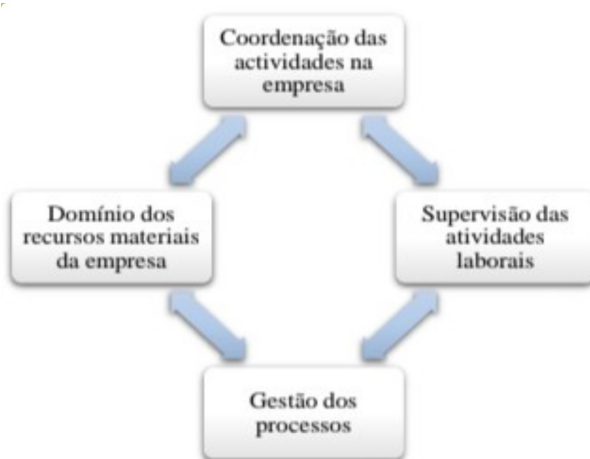 Coordenação das
actividades na
empresa
Domínio dos
recursos materiais
da empresa
Supervisão das
atividades
laborais
Gestão dos
processos